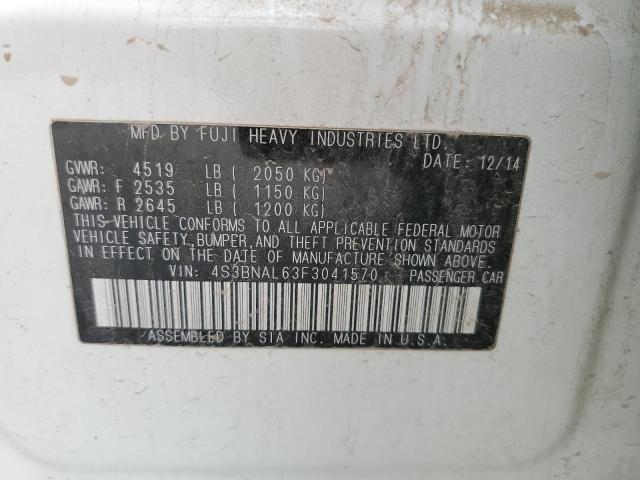 MFD BY FUJI HEAVY INDUSTRIES LTD.
DATE: 12/14
GVWR: 4519 LB ( 2050 KG)
GAWR: F 2535 LB ( 1150 KG)
GAWR: R 2645 LB ( 1200 KG)
THIS VEHICLE CONFORMS TO ALL APPLICABLE FEDERAL MOTOR
VEHICLE SAFETY, BUMPER, AND THEFT PREVENTION STANDARDS
IN EFFECT ON THE DATE OF MANUFACTURE SHOWN ABOVE.
VIN: 4S3BNAL63F3041570 PASSENGER CAR
ASSEMBLED BY SIA INC. MADE IN U.S.A.